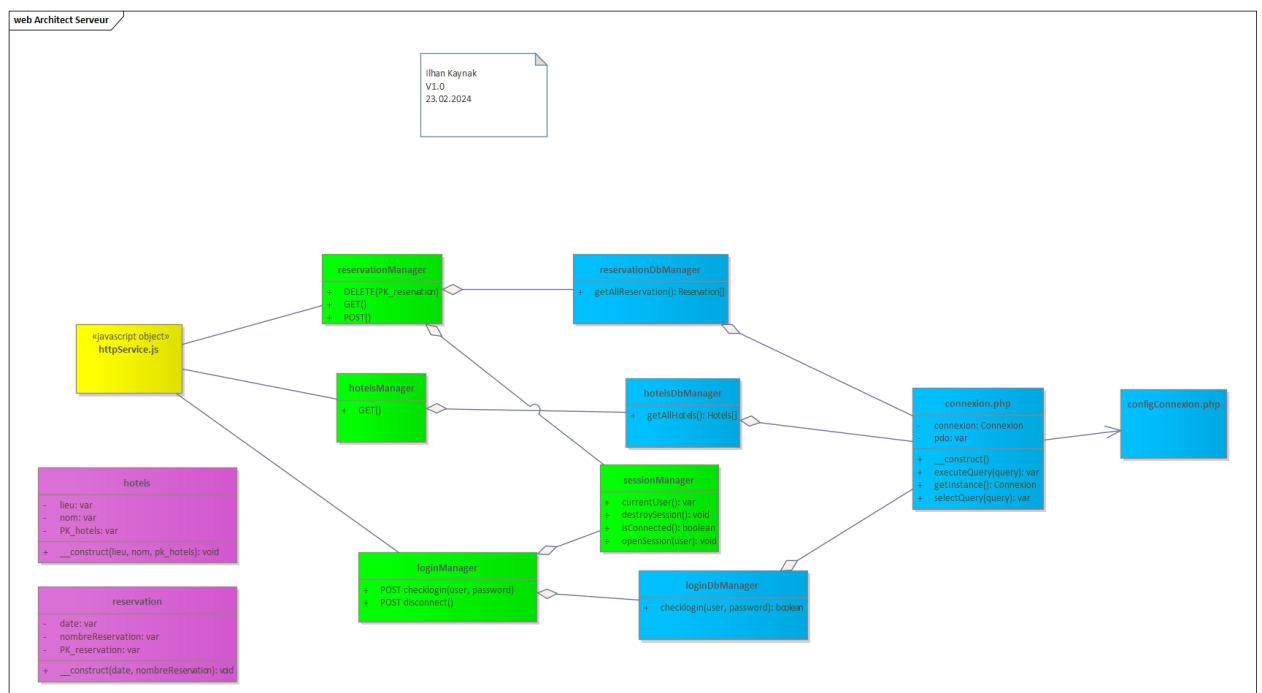 web Architect Serveur
Ilhan Kaynak
V1.0
23.02.2024
reservationManager
+ DELETE(PK_reservation)
+ GET()
+ POST()
reservationDbManager
+ getAllReservation(): Reservation[]
«javascript object»
httpService.js
hotelsManager
+ GET()
hotelsDbManager
+ getAllHotels(): Hotels[]
connexion.php
- connexion: Connexion
- pdo: var
+ __construct()
+ executeQuery(query): var
+ getInstance(): Connexion
+ selectQuery(query): var
configConnexion.php
hotels
- lieu: var
- nom: var
- PK_hotels: var
+ __construct(lieu, nom, pk_hotels): void
sessionManager
+ currentUser(): var
+ destroySession(): void
+ isConnected(): boolean
+ openSession(user): void
loginManager
+ POST checklogin(user, password)
+ POST disconnect()
loginDbManager
+ checklogin(user, password): boolean
reservation
- date: var
- nombreReservation: var
- PK_reservation: var
+ __construct(date, nombreReservation): void